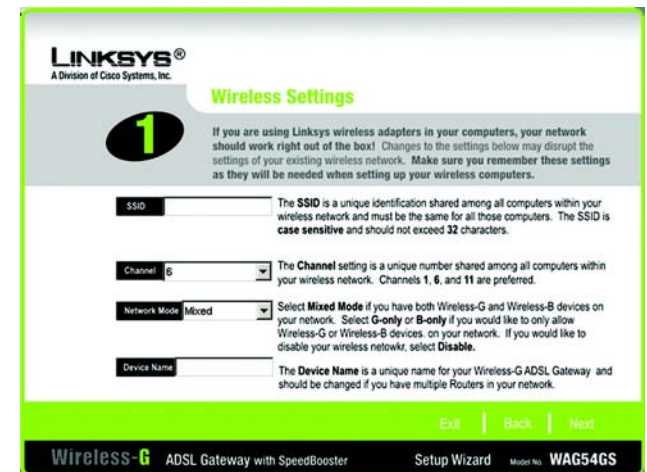 LINKSYS®
A Division of Cisco Systems, Inc.
Wireless Settings
1
If you are using Linksys wireless adapters in your computers, your network
should work right out of the box! Changes to the settings below may disrupt the
settings of your existing wireless network. Make sure you remember these settings
as they will be needed when setting up your wireless computers.
SSID
The SSID is a unique identification shared among all computers within your
wireless network and must be the same for all those computers. The SSID is
case sensitive and should not exceed 32 characters.
Channel 6
The Channel setting is a unique number shared among all computers within
your wireless network. Channels 1, 6, and 11 are preferred.
Network Mode Mixed
Select Mixed Mode if you have both Wireless-G and Wireless-B devices on
your network. Select G-only or B-only if you would like to only allow
Wireless-G or Wireless-B devices. on your network. If you would like to
disable your wireless netowkr, select Disable.
Device Name
The Device Name is a unique name for your Wireless-G ADSL Gateway and
should be changed if you have multiple Routers in your network.
Exit | Back | Next
Wireless-G ADSL Gateway with SpeedBooster Setup Wizard Model No. WAG54GS